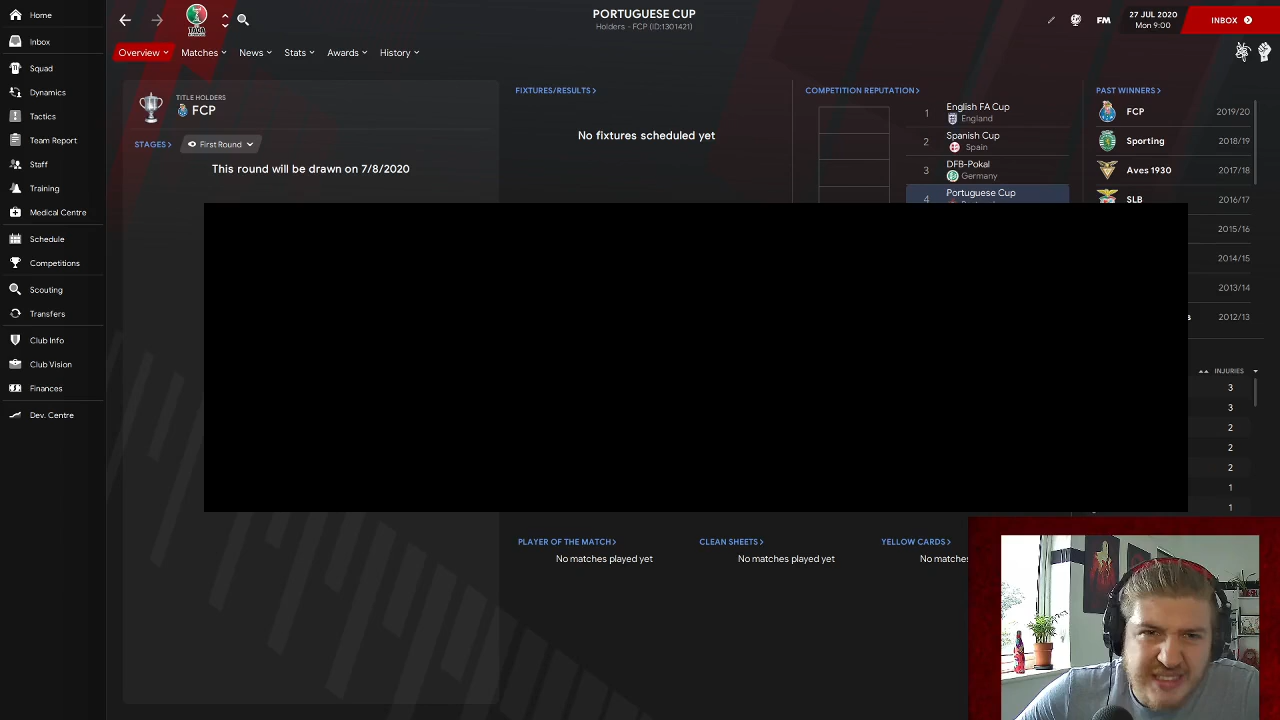 Home
Inbox
Squad
Dynamics
Tactics
Team Report
Staff
Training
Medical Centre
Schedule
Competitions
Scouting
Transfers
Club Info
Club Vision
Finances
Dev. Centre
PORTUGUESE CUP
Holders - FCP (ID:1301421)
FM
27 JUL 2020
Mon 9:00
INBOX
Overview
Matches
News
Stats
Awards
History
TITLE HOLDERS
FCP
STAGES
First Round
This round will be drawn on 7/8/2020
FIXTURES/RESULTS
No fixtures scheduled yet
COMPETITION REPUTATION
1 English FA Cup
England
2 Spanish Cup
Spain
3 DFB-Pokal
Germany
4 Portuguese Cup
PAST WINNERS
FCP 2019/20
Sporting 2018/19
Aves 1930 2017/18
SLB 2016/17
2015/16
2014/15
2013/14
2012/13
INJURIES
3
3
2
2
2
1
1
PLAYER OF THE MATCH
No matches played yet
CLEAN SHEETS
No matches played yet
YELLOW CARDS
No matches